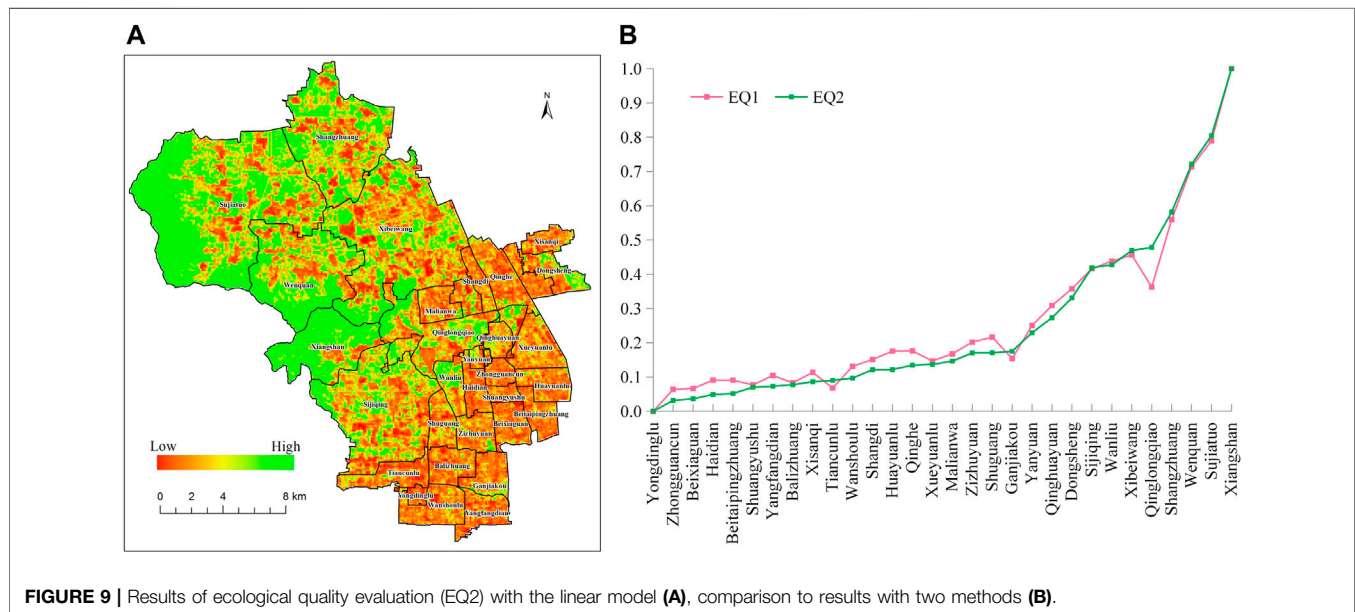 A
B
N
Shangzhuang
Sujiatuo
Xibeiwang
Xisanqi
Dongsheng
Wenquan
Qinghe
Shangdi
Malianwa
Qinglongqiao
Qinghuayuan
Xueyuanlu
Xiangshan
Yanyuan
Zhongguancun
Wanliu
Haidian
Huayuanlu
Shuangyushu
Sijiqing
Beitaipingzhuang
Shuguang
Beixiaguan
Zizhuyuan
Balizhuang
Tiancunlu
Ganjiakou
Yongdinglu
Wanshoulu
Yangfangdian
Low High
0 2 4 8 km
EQ1 EQ2
1.0
0.9
0.8
0.7
0.6
0.5
0.4
0.3
0.2
0.1
0.0
Yongdinglu
Zhongguancun
Beixiaguan
Haidian
Beitaipingzhuang
Shuangyushu
Yangfangdian
Balizhuang
Xisanqi
Tiancunlu
Wanshoulu
Shangdi
Huayuanlu
Qinghe
Xueyuanlu
Malianwa
Zizhuyuan
Shuguang
Ganjiakou
Yanyuan
Qinghuayuan
Dongsheng
Sijiqing
Wanliu
Xibeiwang
Qinglongqiao
Shangzhuang
Wenquan
Sujiatuo
Xiangshan
FIGURE 9 | Results of ecological quality evaluation (EQ2) with the linear model (A), comparison to results with two methods (B).